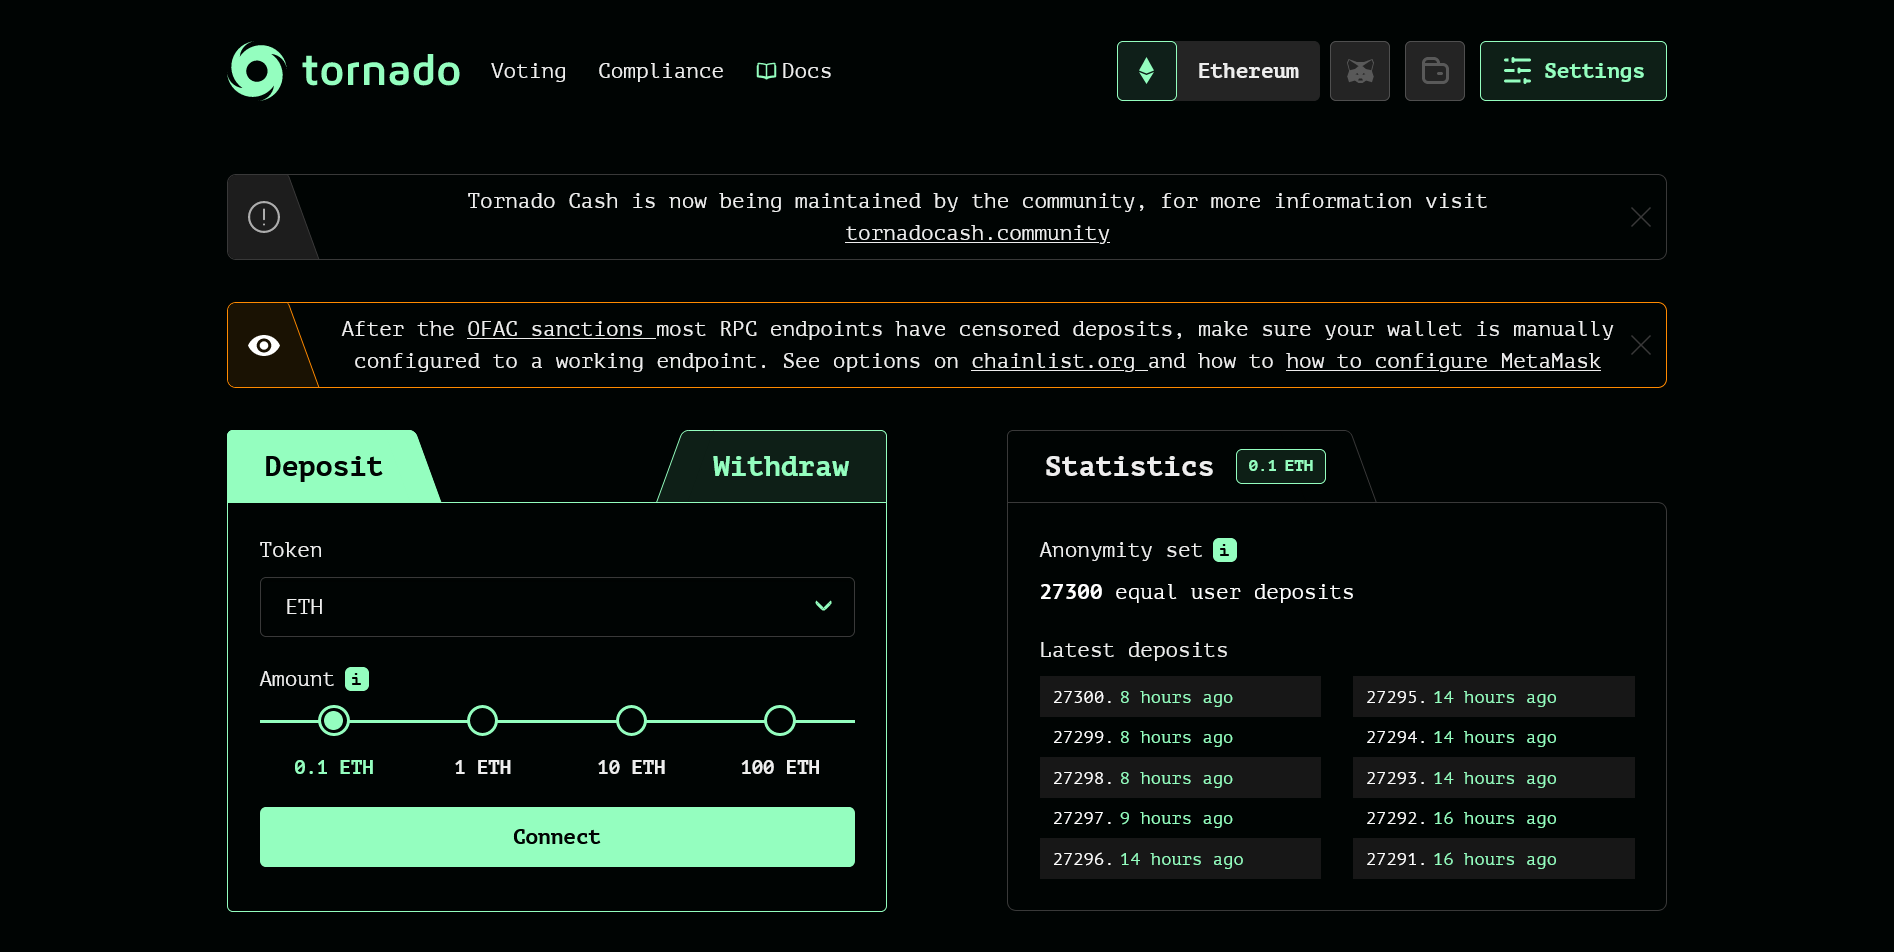 tornado Voting Compliance Docs Ethereum Settings
Tornado Cash is now being maintained by the community, for more information visit
tornadocash.community
After the OFAC sanctions most RPC endpoints have censored deposits, make sure your wallet is manually
configured to a working endpoint. See options on chainlist.org and how to how to configure MetaMask
Deposit Withdraw
Token
ETH
Amount i
0.1 ETH 1 ETH 10 ETH 100 ETH
Connect
Statistics 0.1 ETH
Anonymity set i
27300 equal user deposits
Latest deposits
27300. 8 hours ago
27299. 8 hours ago
27298. 8 hours ago
27297. 9 hours ago
27296. 14 hours ago
27295. 14 hours ago
27294. 14 hours ago
27293. 14 hours ago
27292. 16 hours ago
27291. 16 hours ago